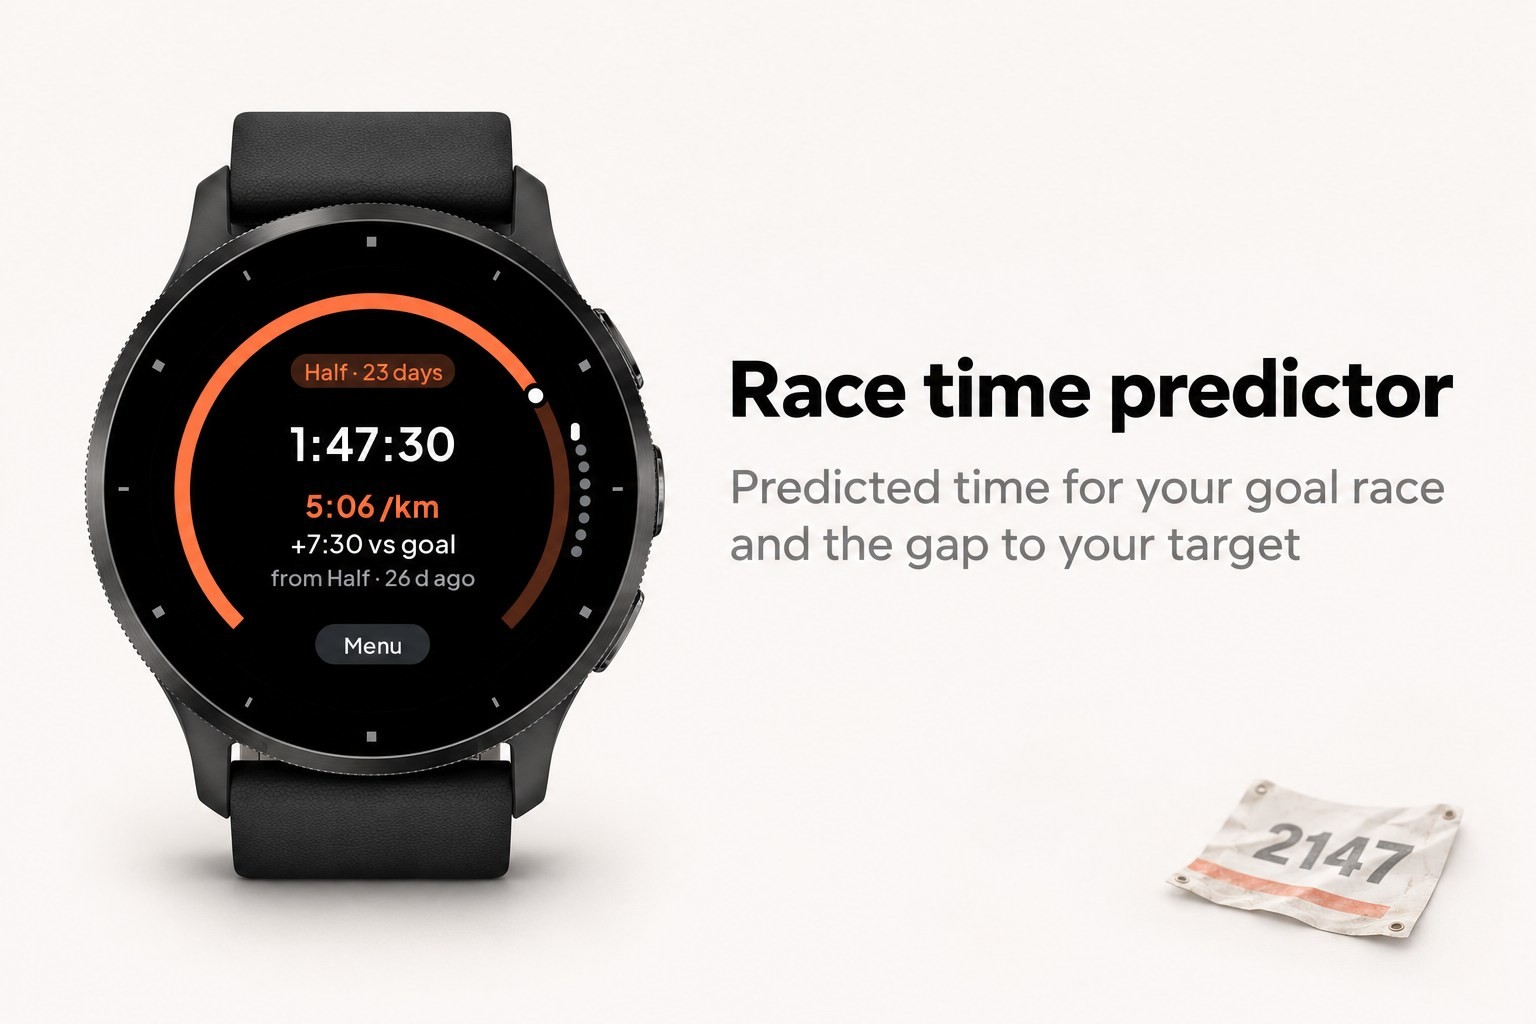 Half · 23 days
1:47:30
5:06 /km
+7:30 vs goal
from Half · 26 d ago
Menu
Race time predictor
Predicted time for your goal race
and the gap to your target
2147